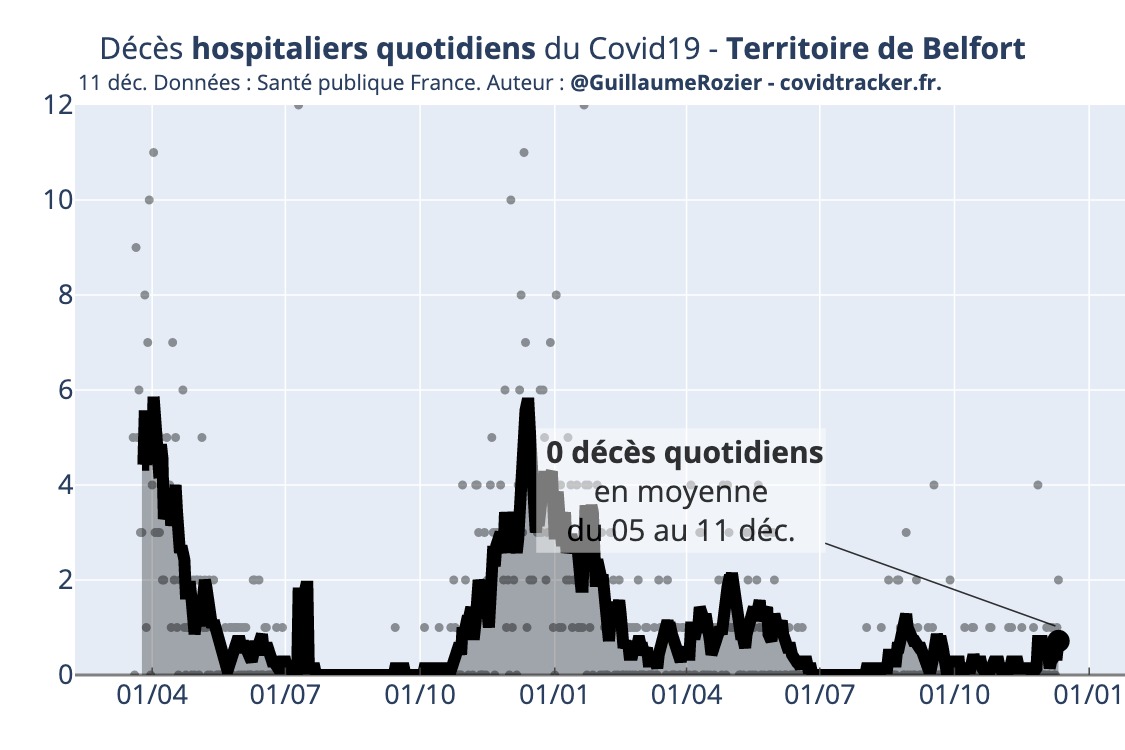 Décès hospitaliers quotidiens du Covid19 - Territoire de Belfort
11 déc. Données : Santé publique France. Auteur : @GuillaumeRozier - covidtracker.fr.
12
10
8
6
4
2
0
0 décès quotidiens
en moyenne
du 05 au 11 déc.
01/04 01/07 01/10 01/01 01/04 01/07 01/10 01/01